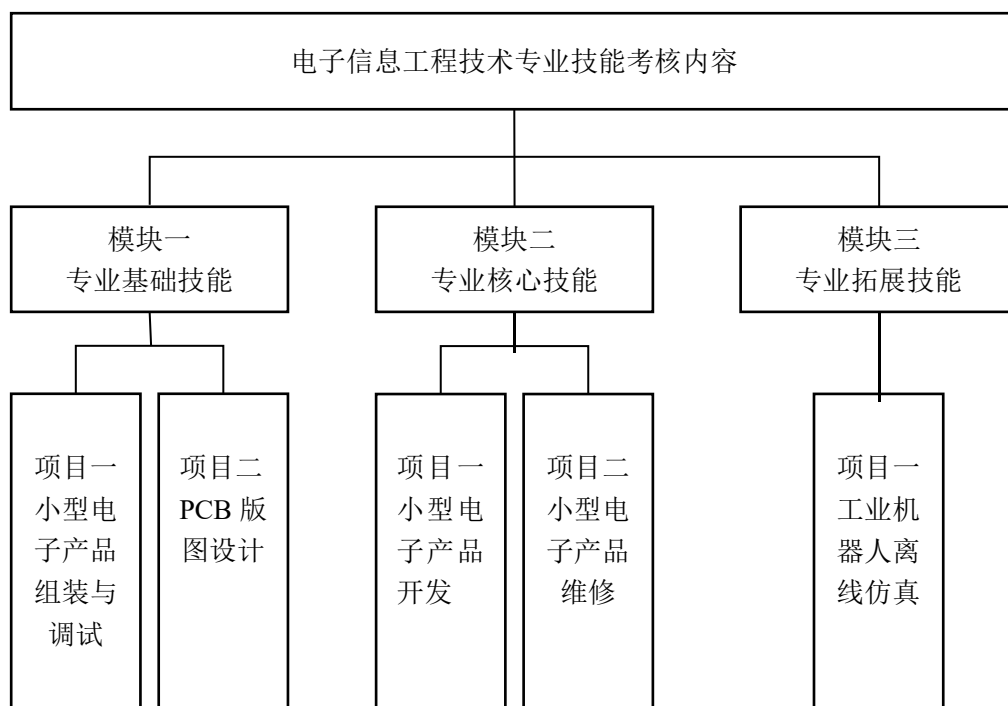 电子信息工程技术专业技能考核内容
模块一
专业基础技能
模块二
专业核心技能
模块三
专业拓展技能
项目一
小型电
子产品
组装与
调试
项目二
PCB 版
图设计
项目一
小型电
子产品
开发
项目二
小型电
子产品
维修
项目一
工业机
器人离
线仿真